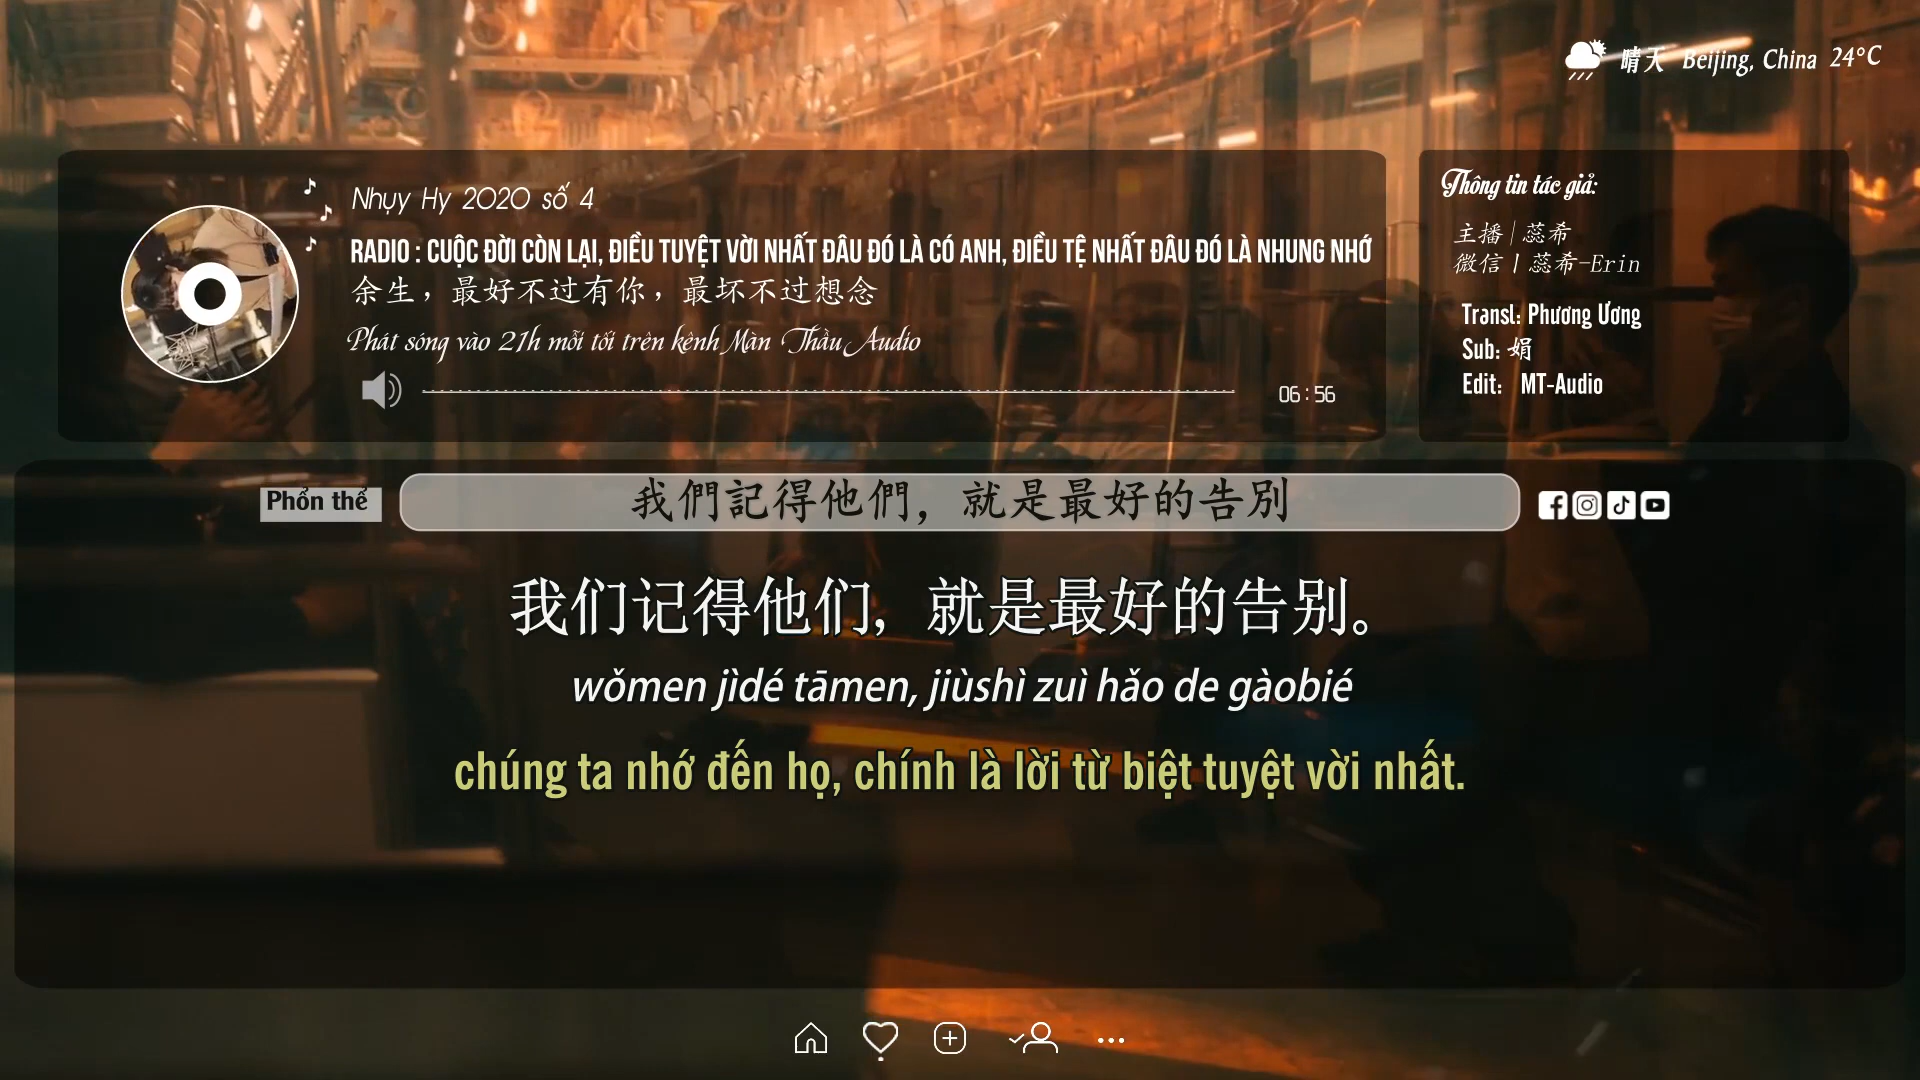 晴天 Beijing, China 24°C
Nhụy Hy 2020 số 4
RADIO : CUỘC ĐỜI CÒN LẠI, ĐIỀU TUYỆT VỜI NHẤT ĐÂU ĐÓ LÀ CÓ ANH, ĐIỀU TỆ NHẤT ĐÂU ĐÓ LÀ NHUNG NHỚ
余生，最好不过有你，最坏不过想念
Phát sóng vào 21h mỗi tối trên kênh Màn Thầu Audio
06:56
Thông tin tác giả:
主播|蕊希
微信丨蕊希-Erin
Transl: Phương Ương
Sub: 娟
Edit: MT-Audio
Phồn thể
我們記得他們，就是最好的告別
我们记得他们，就是最好的告别。
wǒmen jìdé tāmen, jiùshì zuì hǎo de gàobié
chúng ta nhớ đến họ, chính là lời từ biệt tuyệt vời nhất.